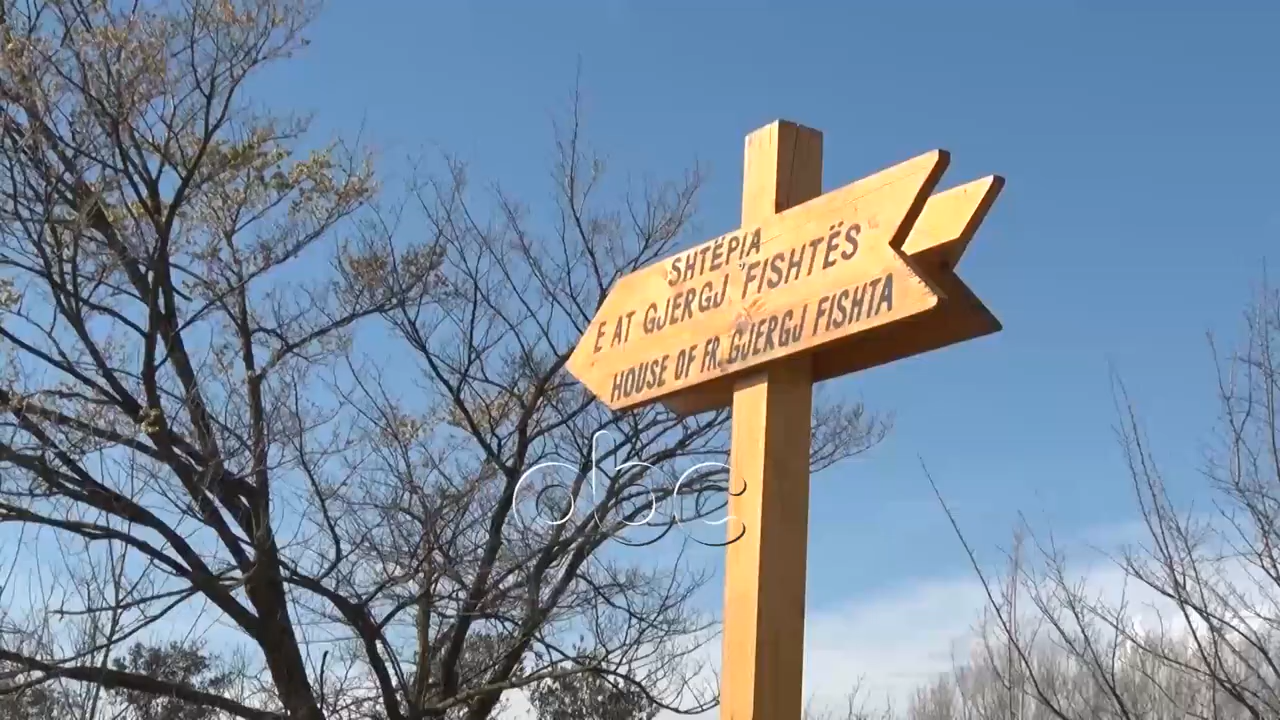 SHTËPIA
E AT GJERGJ FISHTËS
HOUSE OF FR. GJERGJ FISHTA
abc